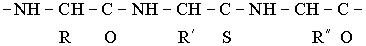 – NH – CH – C – NH – CH – C – NH – CH – C –
R O R′ S R″ O